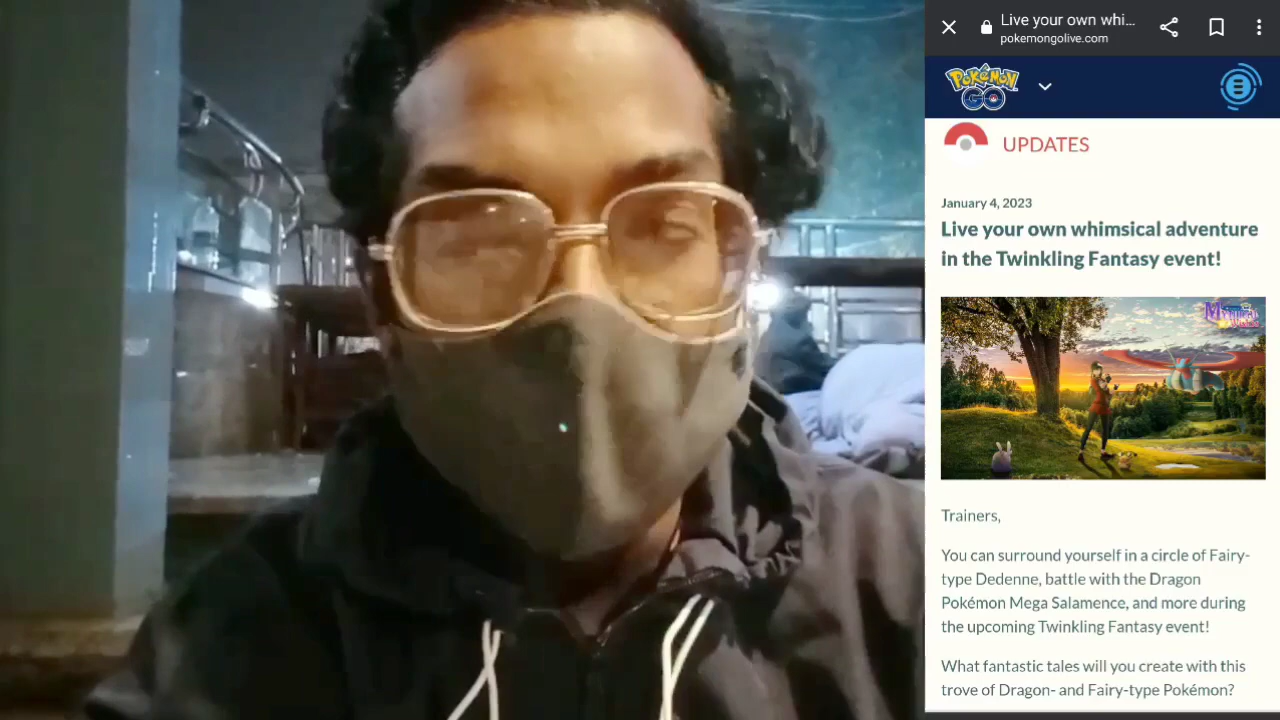 Live your own whi...
pokemongolive.com
POKÉMON
GO
UPDATES
January 4, 2023
Live your own whimsical adventure
in the Twinkling Fantasy event!
Trainers,
You can surround yourself in a circle of Fairy-
type Dedenne, battle with the Dragon
Pokémon Mega Salamence, and more during
the upcoming Twinkling Fantasy event!
What fantastic tales will you create with this
trove of Dragon- and Fairy-type Pokémon?